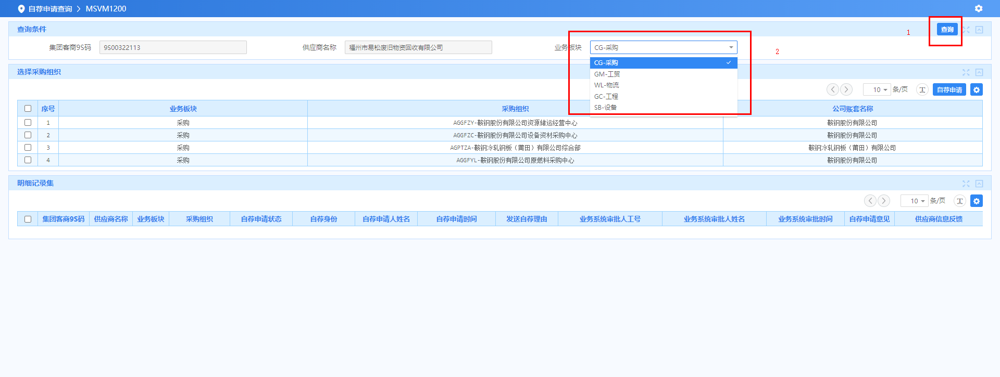 自荐申请查询 > MSVM1200
查询条件
查询
1
集团客商9S码 9S00322113 供应商名称 福州市易松废旧物资回收有限公司 业务板块 CG-采购
2
CG-采购
GM-工贸
WL-物流
GC-工程
SB-设备
选择采购组织
10 条/页 T 自荐申请
序号 业务板块 采购组织 公司账套名称
1 采购 AGGFZY-鞍钢股份有限公司资源储运经营中心 鞍钢股份有限公司
2 采购 AGGFZC-鞍钢股份有限公司设备资材采购中心 鞍钢股份有限公司
3 采购 AGPTZA-鞍钢冷轧钢板（莆田）有限公司综合部 鞍钢冷轧钢板（莆田）有限公司
4 采购 AGGFYL-鞍钢股份有限公司原燃料采购中心 鞍钢股份有限公司
明细记录集
10 条/页 T
集团客商9S码 供应商名称 业务板块 采购组织 自荐申请状态 自荐身份 自荐申请人姓名 自荐申请时间 发送自荐理由 业务系统审批人工号 业务系统审批人姓名 业务系统审批时间 自荐申请意见 供应商信息反馈